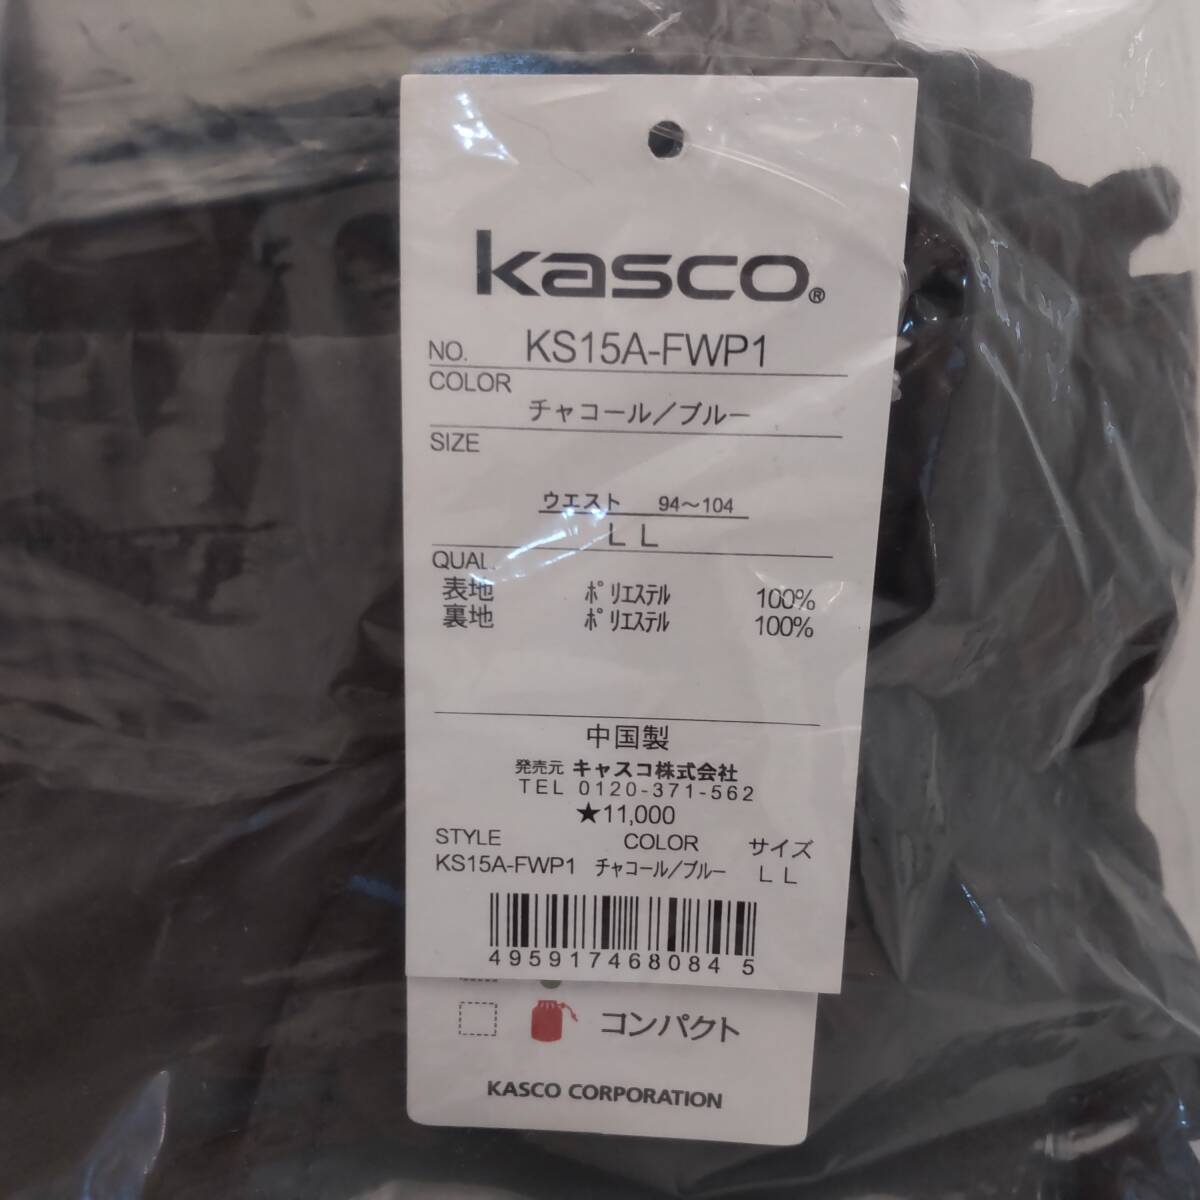 kasco®
NO. KS15A-FWP1
COLOR
チャコール／ブルー
SIZE
ウエスト 94～104
LL
QUAL.
表地 ポリエステル 100%
裏地 ポリエステル 100%
中国製
発売元 キャスコ株式会社
TEL 0120-371-562
★11,000
STYLE COLOR サイズ
KS15A-FWP1 チャコール／ブルー LL
4959174680845
コンパクト
KASCO CORPORATION